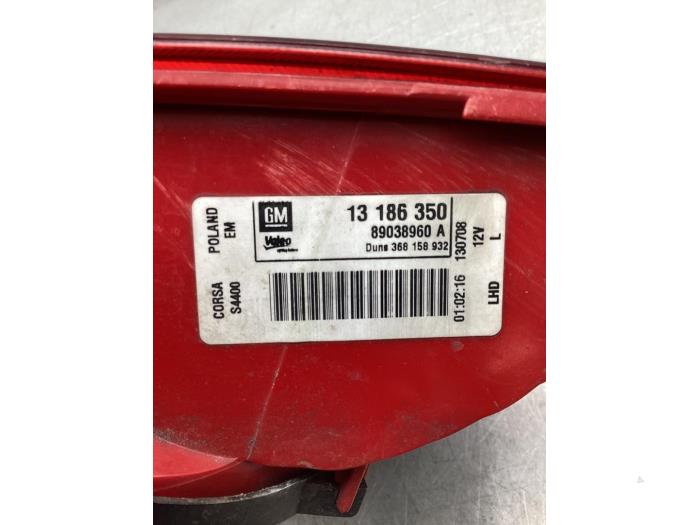 POLAND
EM
GM
13 186 350
89038960 A
Valeo
Duns 368 158 932
CORSA
S4400
01:02:16 130708
12V
L
LHD